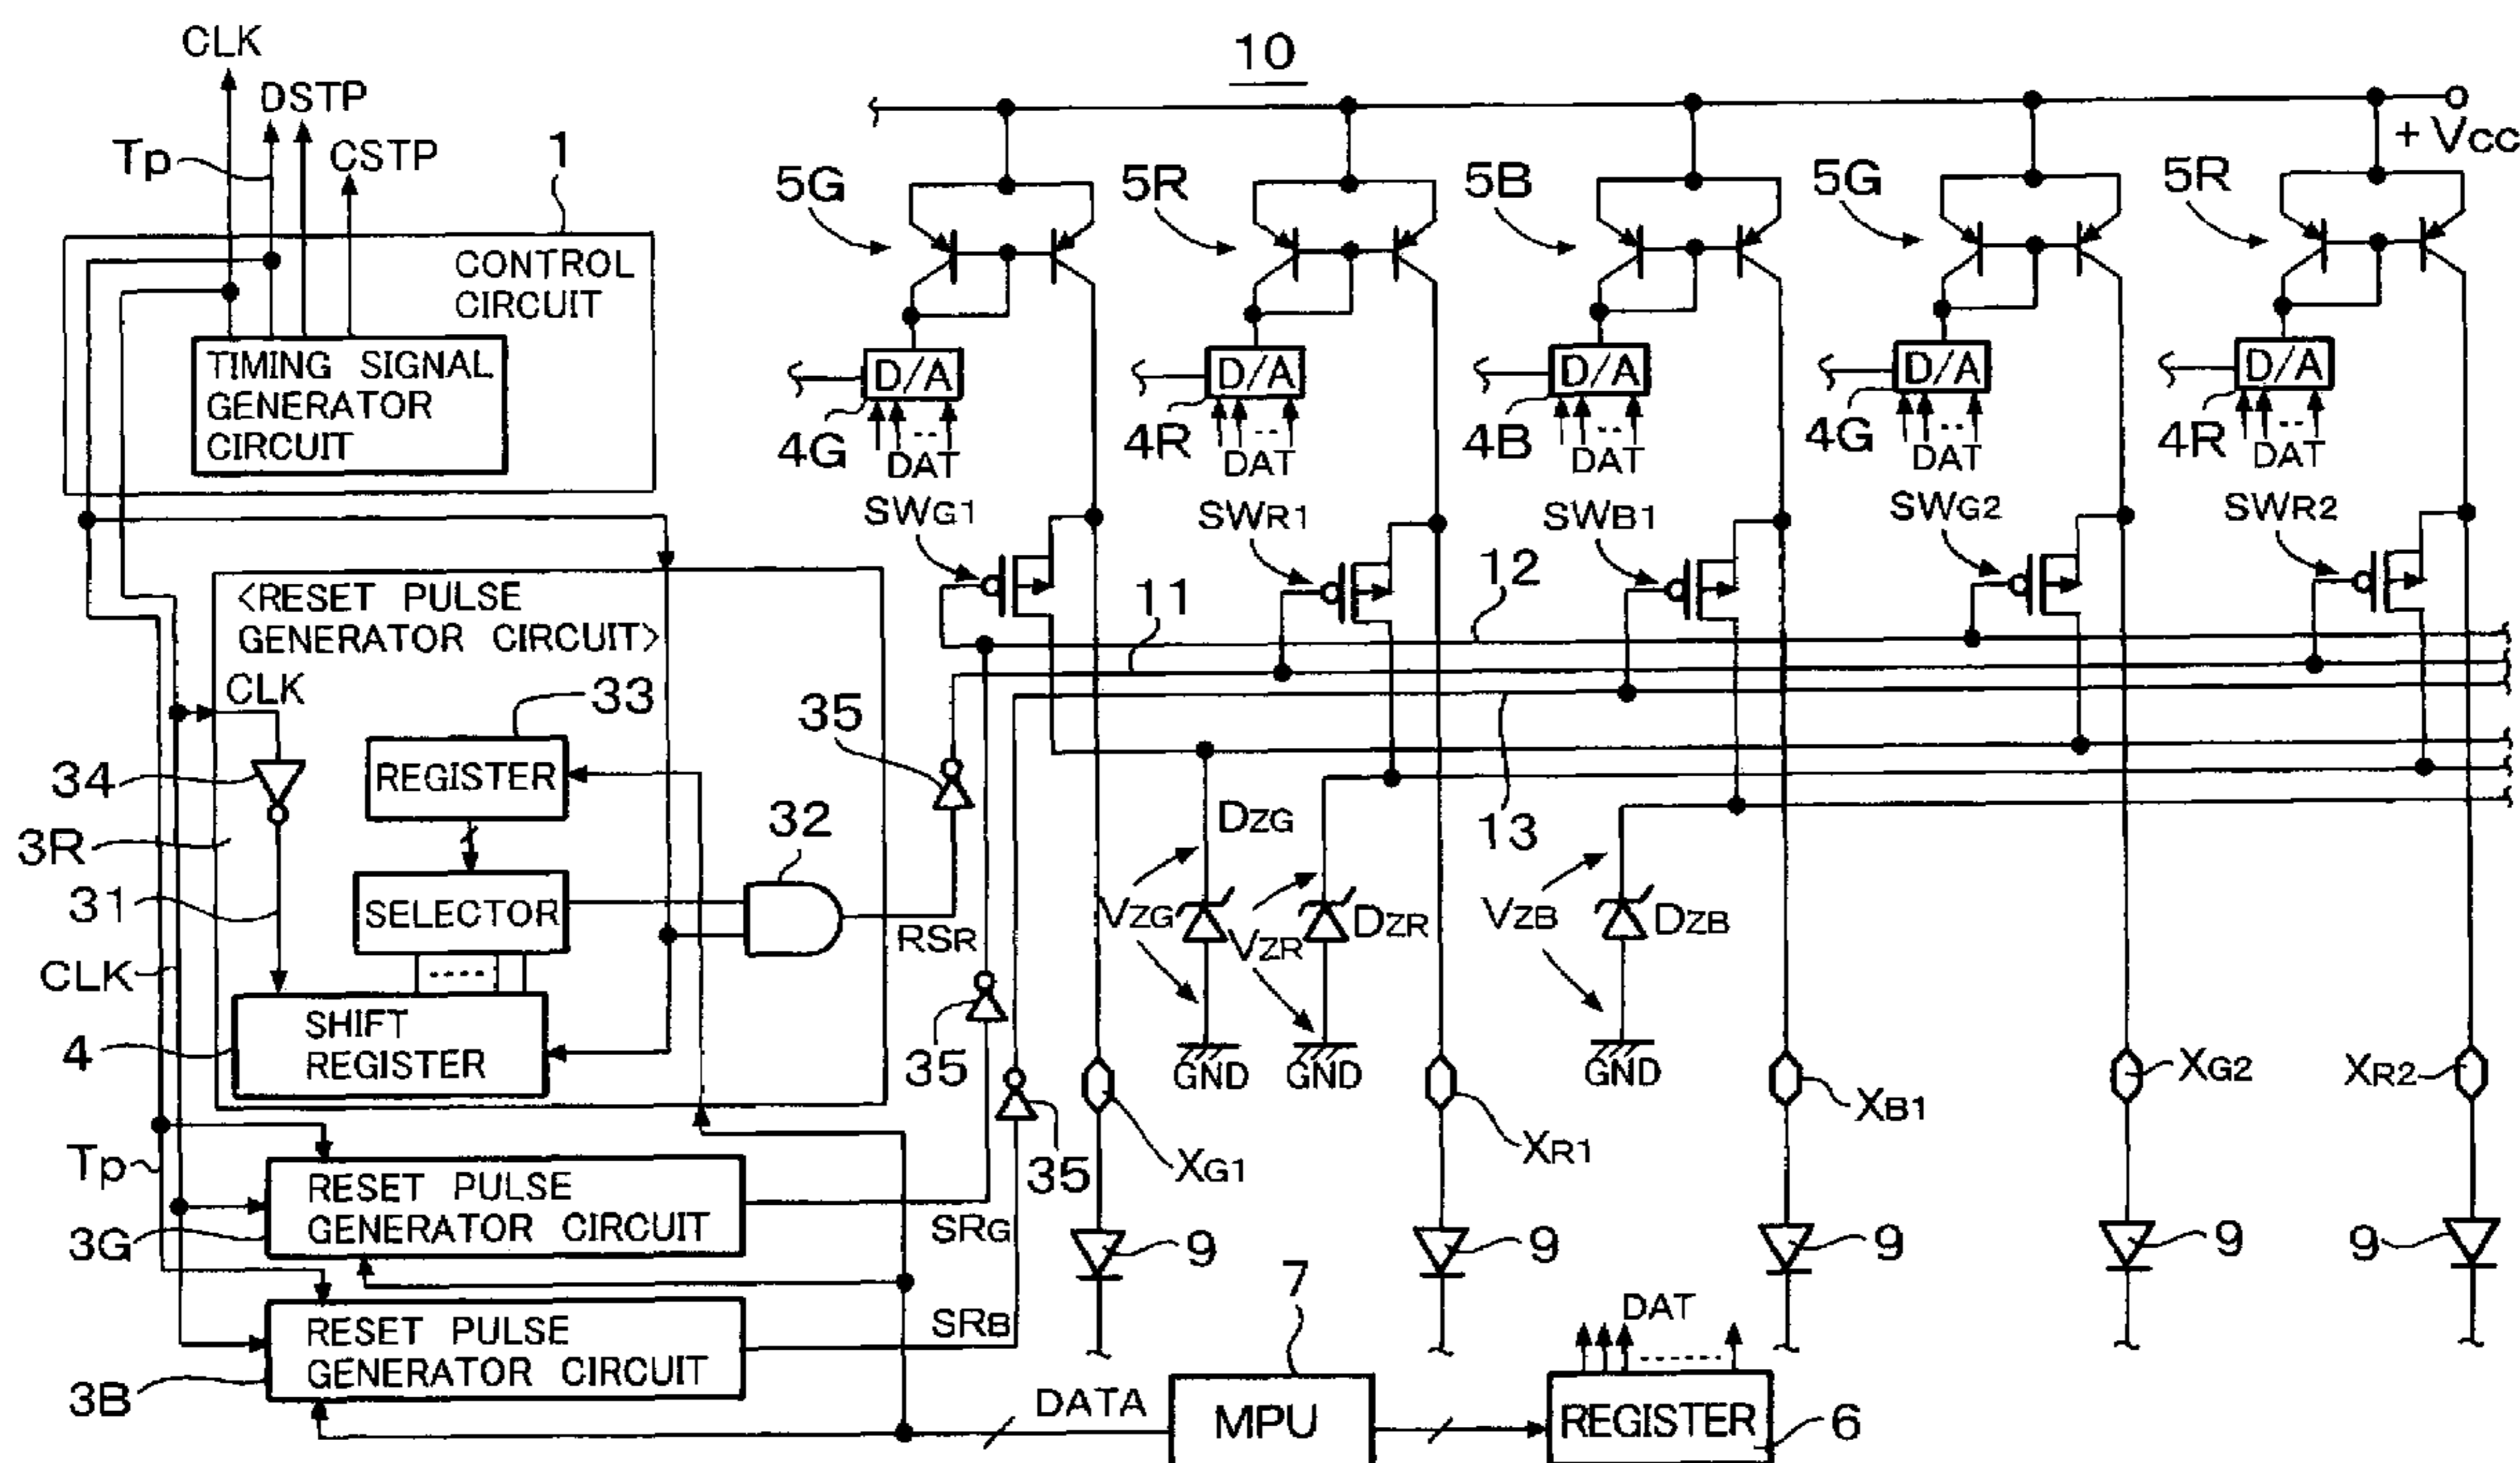 10
CLK
DSTP
Tp
CSTP
1
CONTROL
CIRCUIT
TIMING SIGNAL
GENERATOR
CIRCUIT
+ VCC
5G
5R
5B
5G
5R
D/A
D/A
D/A
D/A
D/A
4G
DAT
4R
DAT
4B
DAT
4G
DAT
4R
DAT
SWG1
SWR1
SWB1
SWG2
SWR2
12
11
<RESET PULSE
GENERATOR CIRCUIT>
CLK
33
35
REGISTER
34
3R
32
31
SELECTOR
RSR
CLK
SHIFT
REGISTER
4
35
DZG
13
VZG
VZR
DZR
VZB
DZB
GND
GND
GND
XG1
XR1
XB1
XG2
XR2
Tp
35
RESET PULSE
GENERATOR CIRCUIT
3G
SRG
9
9
9
9
9
RESET PULSE
GENERATOR CIRCUIT
3B
SRB
7
DAT
DATA
MPU
REGISTER
6